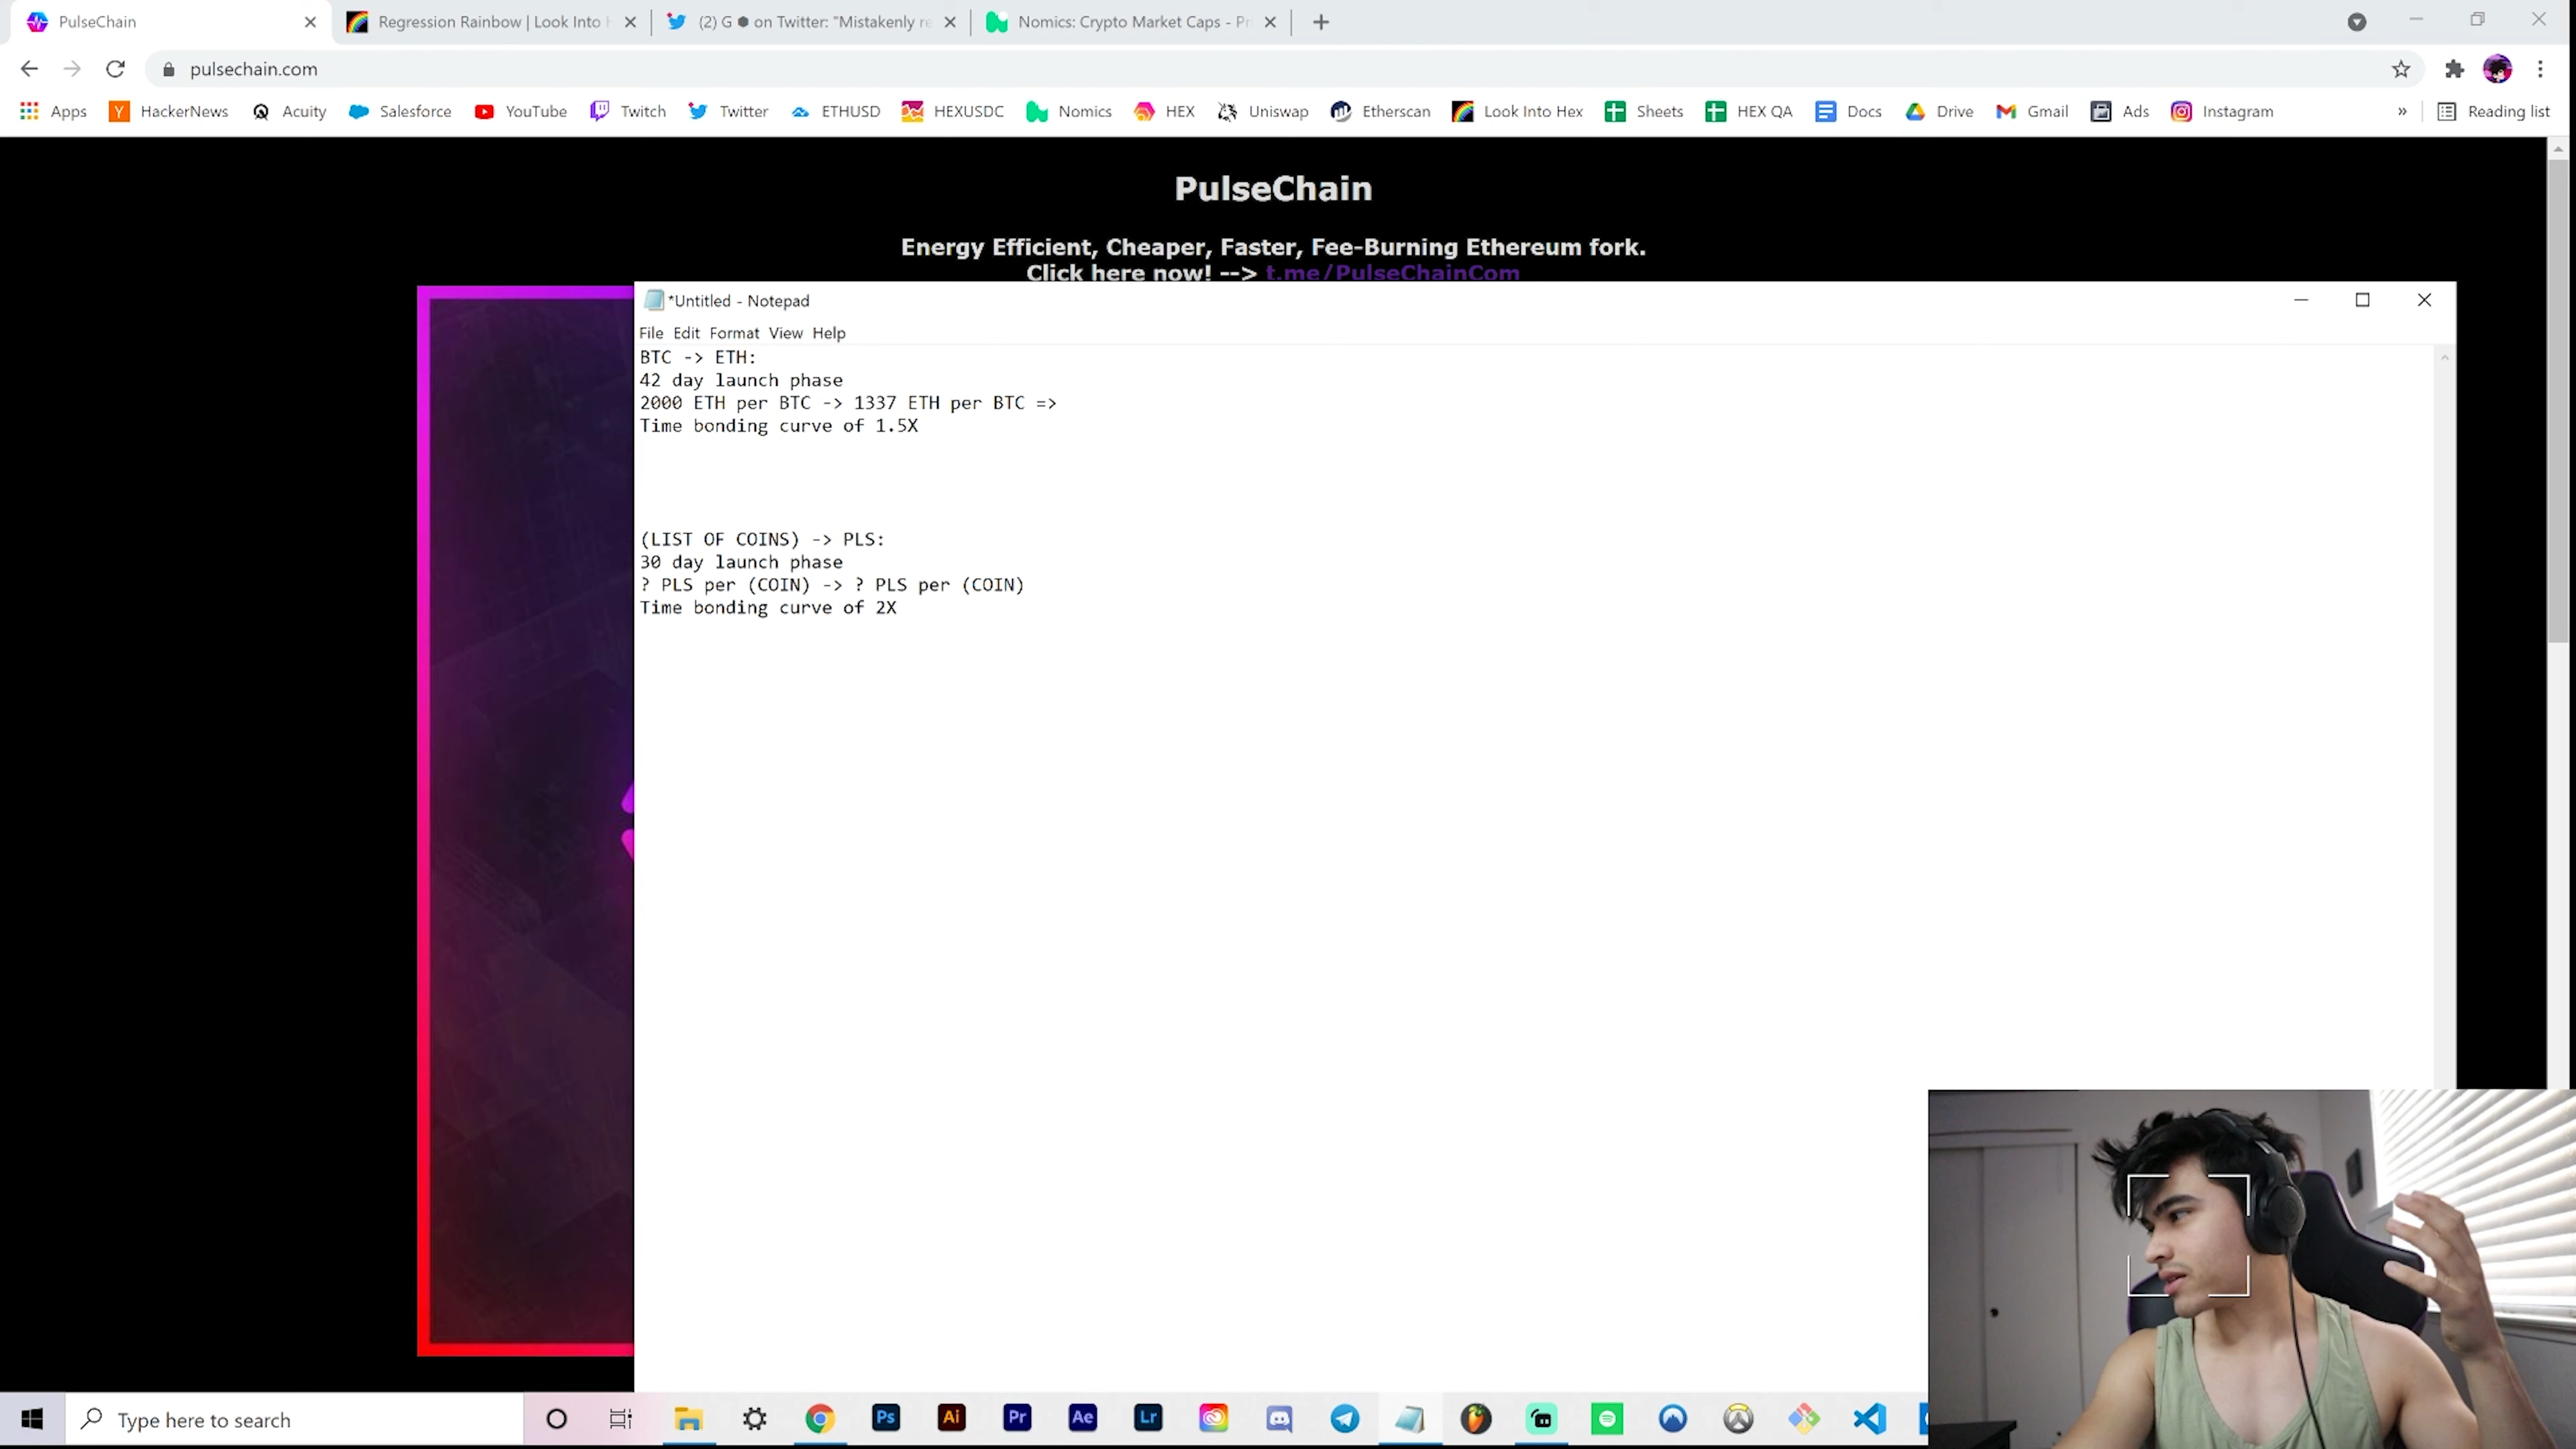 PulseChain
Regression Rainbow | Look Into H
(2) G ⬢ on Twitter: "Mistakenly re
Nomics: Crypto Market Caps - Pr
pulsechain.com
Apps
HackerNews
Acuity
Salesforce
YouTube
Twitch
Twitter
ETHUSD
HEXUSDC
Nomics
HEX
Uniswap
Etherscan
Look Into Hex
Sheets
HEX QA
Docs
Drive
Gmail
Ads
Instagram
»
Reading list
PulseChain
Energy Efficient, Cheaper, Faster, Fee-Burning Ethereum fork.
Click here now! --> t.me/PulseChainCom
*Untitled - Notepad
File Edit Format View Help
BTC -> ETH:
42 day launch phase
2000 ETH per BTC -> 1337 ETH per BTC =>
Time bonding curve of 1.5X
(LIST OF COINS) -> PLS:
30 day launch phase
? PLS per (COIN) -> ? PLS per (COIN)
Time bonding curve of 2X
Type here to search
Ps
Ai
Pr
Ae
Lr